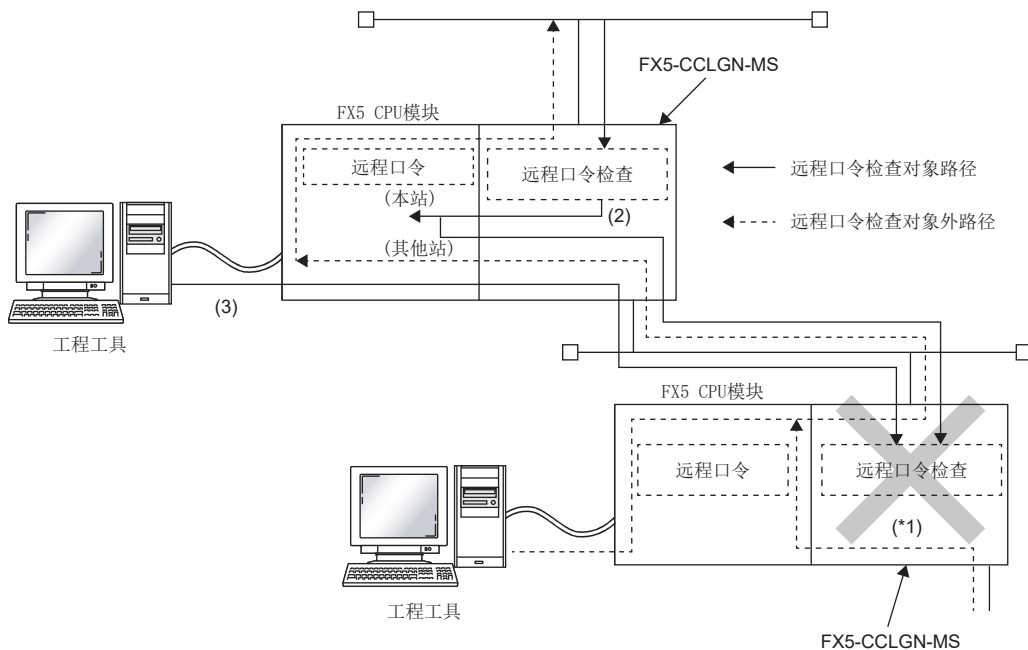 FX5-CCLGN-MS
FX5 CPU模块
远程口令
远程口令检查
远程口令检查对象路径
(本站)
(2)
远程口令检查对象外路径
(其他站)
(3)
工程工具
FX5 CPU模块
远程口令
远程口令检查
(*1)
工程工具
FX5-CCLGN-MS